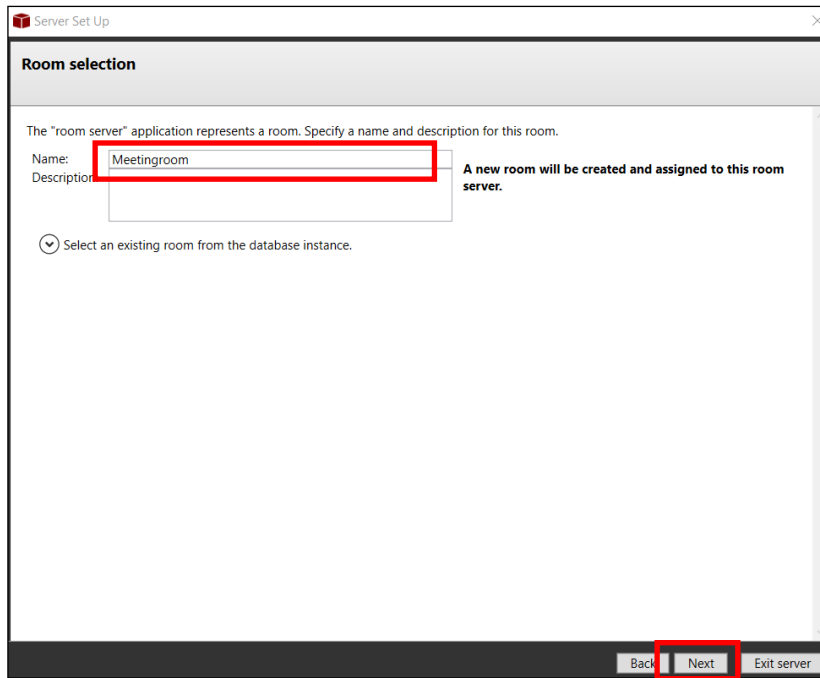 Server Set Up
Room selection
The "room server" application represents a room. Specify a name and description for this room.
Name:
Meetingroom
Description
A new room will be created and assigned to this room
server.
Select an existing room from the database instance.
Back
Next
Exit server